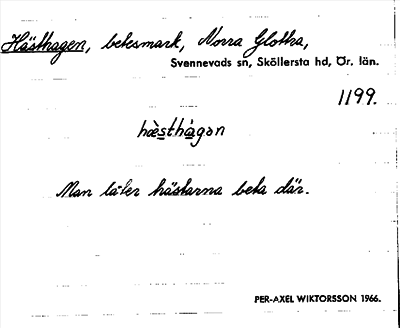 Hästhagen, betesmark, Norra Glottra,
Svennevads sn, Sköllersta hd, Ör. län.
1199.
hæsthàgən
Man låter hästarna beta där.
PER-AXEL WIKTORSSON 1966.